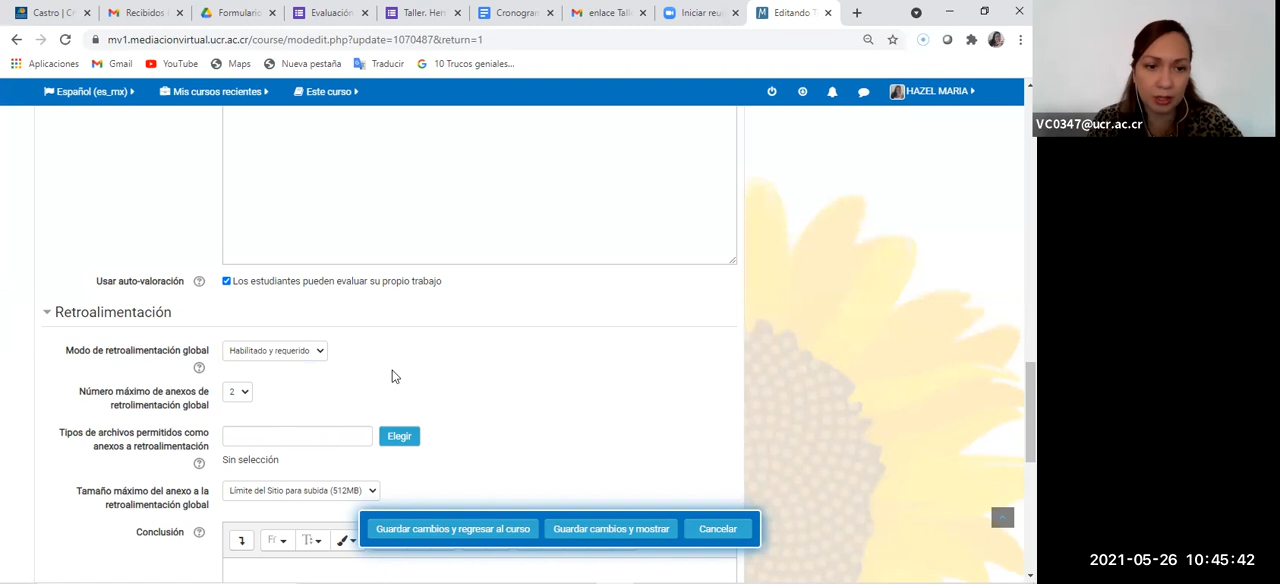 Castro | Cr
Recibidos
Formulario
Evaluación
Taller. Her
Cronogram
enlace Tall
Iniciar reu
Editando T
mv1.mediacionvirtual.ucr.ac.cr/course/modedit.php?update=1070487&return=1
Aplicaciones Gmail YouTube Maps Nueva pestaña Traducir 10 Trucos geniales...
Español (es_mx) Mis cursos recientes Este curso HAZEL MARIA
VC0347@ucr.ac.cr
Usar auto-valoración Los estudiantes pueden evaluar su propio trabajo
Retroalimentación
Modo de retroalimentación global Habilitado y requerido
Número máximo de anexos de 2
retrolimentación global
Tipos de archivos permitidos como Elegir
anexos a retroalimentación
Sin selección
Tamaño máximo del anexo a la Límite del Sitio para subida (512MB)
retroalimentación global
Guardar cambios y regresar al curso Guardar cambios y mostrar Cancelar
Conclusión
2021-05-26 10:45:42